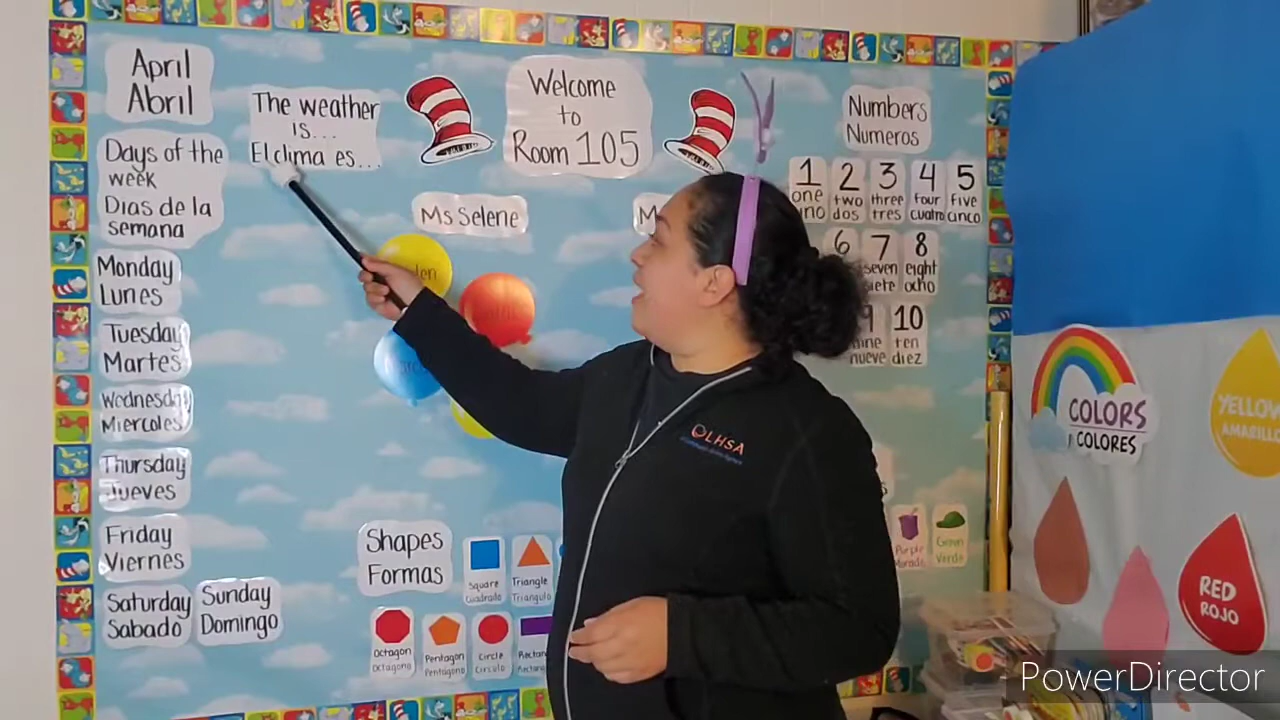 April
Abril
The weather
is...
El clima es...
Welcome
to
Room 105
Numbers
Numeros
Days of the
week
Dias de la
semana
Ms Selene
1
one
2
two
dos
3
three
tres
4
four
cuatro
5
five
cinco
6
7
seven
siete
8
eight
ocho
nine
nueve
10
ten
diez
Monday
Lunes
Tuesday
Martes
Wednesday
Miercoles
Thursday
Jueves
Friday
Viernes
Saturday
Sabado
Sunday
Domingo
Shapes
Formas
Square
Cuadrado
Triangle
Triangulo
Octagon
Octagono
Pentagon
Pentagono
Circle
Circulo
Purple
Morado
Green
Verde
OLHSA
COLORS
COLORES
YELLOW
AMARILLO
RED
ROJO
PowerDirector